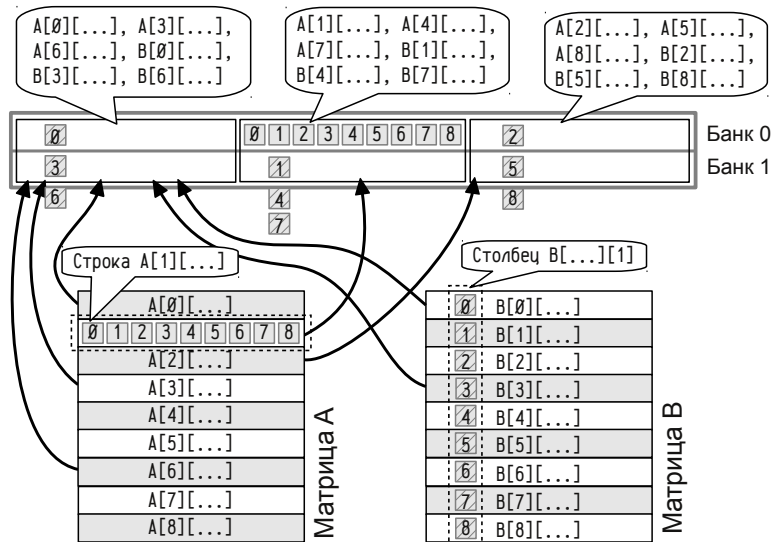 A[0][...], A[3][...],
A[6][...], B[0][...],
B[3][...], B[6][...]
A[1][...], A[4][...],
A[7][...], B[1][...],
B[4][...], B[7][...]
A[2][...], A[5][...],
A[8][...], B[2][...],
B[5][...], B[8][...]
0 0 1 2 3 4 5 6 7 8 2 Банк 0
3 1 5 Банк 1
6 4 8
7
Строка A[1][...]
Столбец B[...][1]
A[0][...]
0 1 2 3 4 5 6 7 8
A[2][...]
A[3][...]
A[4][...]
A[5][...]
A[6][...]
A[7][...]
A[8][...]
Матрица A
0 B[0][...]
1 B[1][...]
2 B[2][...]
3 B[3][...]
4 B[4][...]
5 B[5][...]
6 B[6][...]
7 B[7][...]
8 B[8][...]
Матрица B